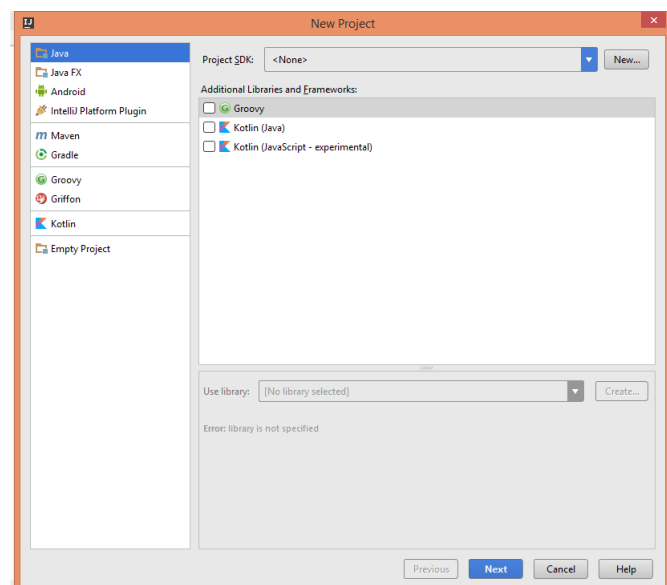 New Project
Java
Java FX
Android
IntelliJ Platform Plugin
Maven
Gradle
Groovy
Griffon
Kotlin
Empty Project
Project SDK: <None> New...
Additional Libraries and Frameworks:
Groovy
Kotlin (Java)
Kotlin (JavaScript - experimental)
Use library: [No library selected] Create...
Error: library is not specified
Previous Next Cancel Help